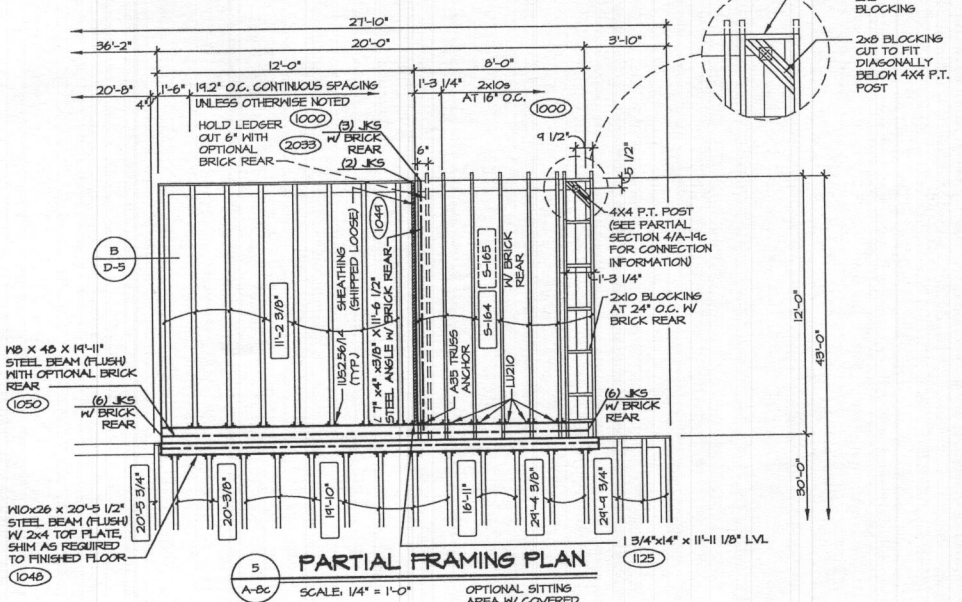 27'-10"
36'-2"
20'-0"
3'-10"
12'-0"
8'-0"
20'-8"
4"
1'-6"
19.2" O.C. CONTINUOUS SPACING
UNLESS OTHERWISE NOTED
1000
1'-3 1/4"
2x10s
AT 16" O.C.
1000
HOLD LEDGER
OUT 6" WITH
OPTIONAL
BRICK REAR
2033
(3) JKS
W/ BRICK
REAR
(2) JKS
6"
9 1/2"
5 1/2"
BLOCKING
2x8 BLOCKING
CUT TO FIT
DIAGONALLY
BELOW 4X4 P.T.
POST
4X4 P.T. POST
(SEE PARTIAL
SECTION 4/A-19c
FOR CONNECTION
INFORMATION)
1'-3 1/4"
2x10 BLOCKING
AT 24" O.C. W/
BRICK REAR
12'-0"
43'-0"
30'-0"
B
D-5
11'-2 3/8"
IUS2.56/14
SHEATHING
(SHIPPED LOOSE)
(TYP.)
1049
L 7" x4" x3/8" X 11'-6 1/2"
STEEL ANGLE W/ BRICK REAR
S-164
S-165
W/ BRICK
REAR
A35 TRUSS
ANCHOR
LU210
(6) JKS
W/ BRICK
REAR
W8 X 48 X 19'-11"
STEEL BEAM (FLUSH)
WITH OPTIONAL BRICK
REAR
1050
(6) JKS
W/ BRICK
REAR
20'-5 3/4"
20'-3/8"
19'-10"
16'-11"
29'-4 3/8"
29'-9 3/4"
W10x26 x 20'-5 1/2"
STEEL BEAM (FLUSH)
W/ 2x4 TOP PLATE,
SHIM AS REQUIRED
TO FINISHED FLOOR
1048
1 3/4"x14" x 11'-11 1/8" LVL
1125
5
A-8c
PARTIAL FRAMING PLAN
SCALE: 1/4" = 1'-0"
OPTIONAL SITTING
AREA W/ COVERED